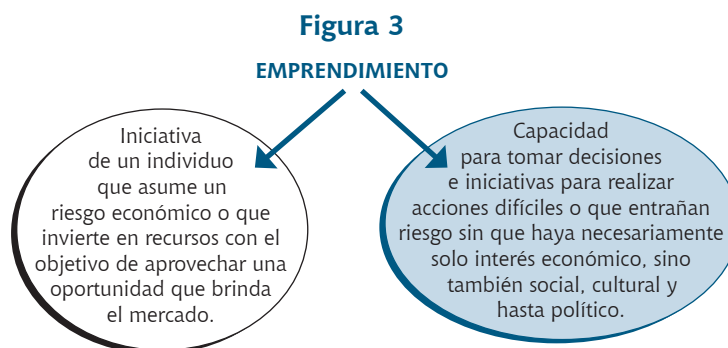 Figura 3
EMPRENDIMIENTO
Iniciativa
de un individuo
que asume un
riesgo económico o que
invierte en recursos con el
objetivo de aprovechar una
oportunidad que brinda
el mercado.
Capacidad
para tomar decisiones
e iniciativas para realizar
acciones difíciles o que entrañan
riesgo sin que haya necesariamente
solo interés económico, sino
también social, cultural y
hasta político.